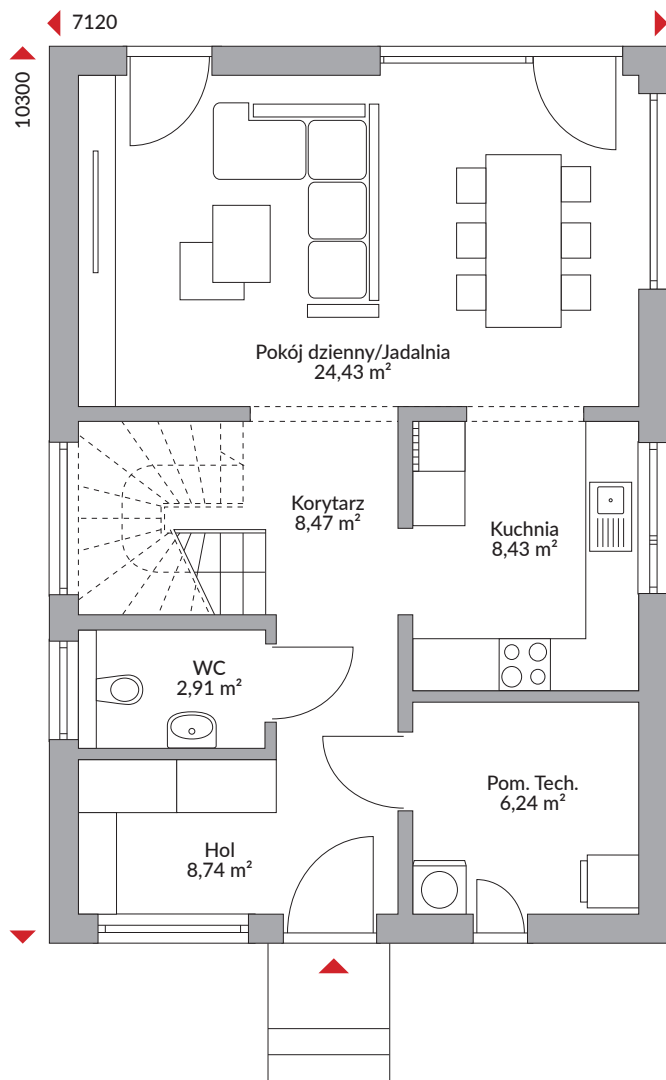 7120
10300
Pokój dzienny/Jadalnia
24,43 m²
Korytarz
8,47 m²
Kuchnia
8,43 m²
WC
2,91 m²
Pom. Tech.
6,24 m²
Hol
8,74 m²